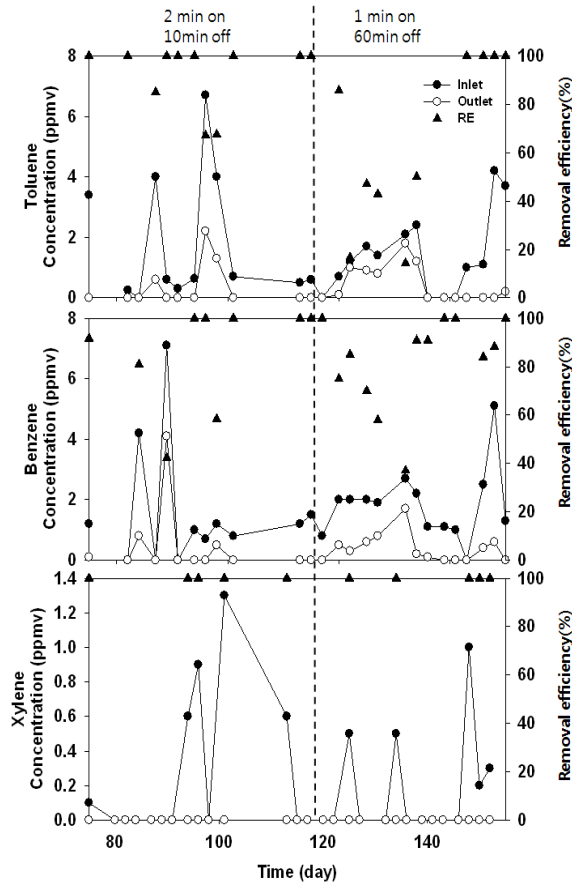 2 min on
10min off
1 min on
60min off
8
6
4
2
0
Toluene
Concentration (ppmv)
Inlet
Outlet
RE
100
80
60
40
20
0
Removal efficiency(%)
8
6
4
2
0
Benzene
Concentration (ppmv)
100
80
60
40
20
0
Removal efficiency(%)
1.4
1.2
1.0
0.8
0.6
0.4
0.2
0.0
Xylene
Concentration (ppmv)
100
80
60
40
20
0
Removal efficiency(%)
80
100
120
140
Time (day)